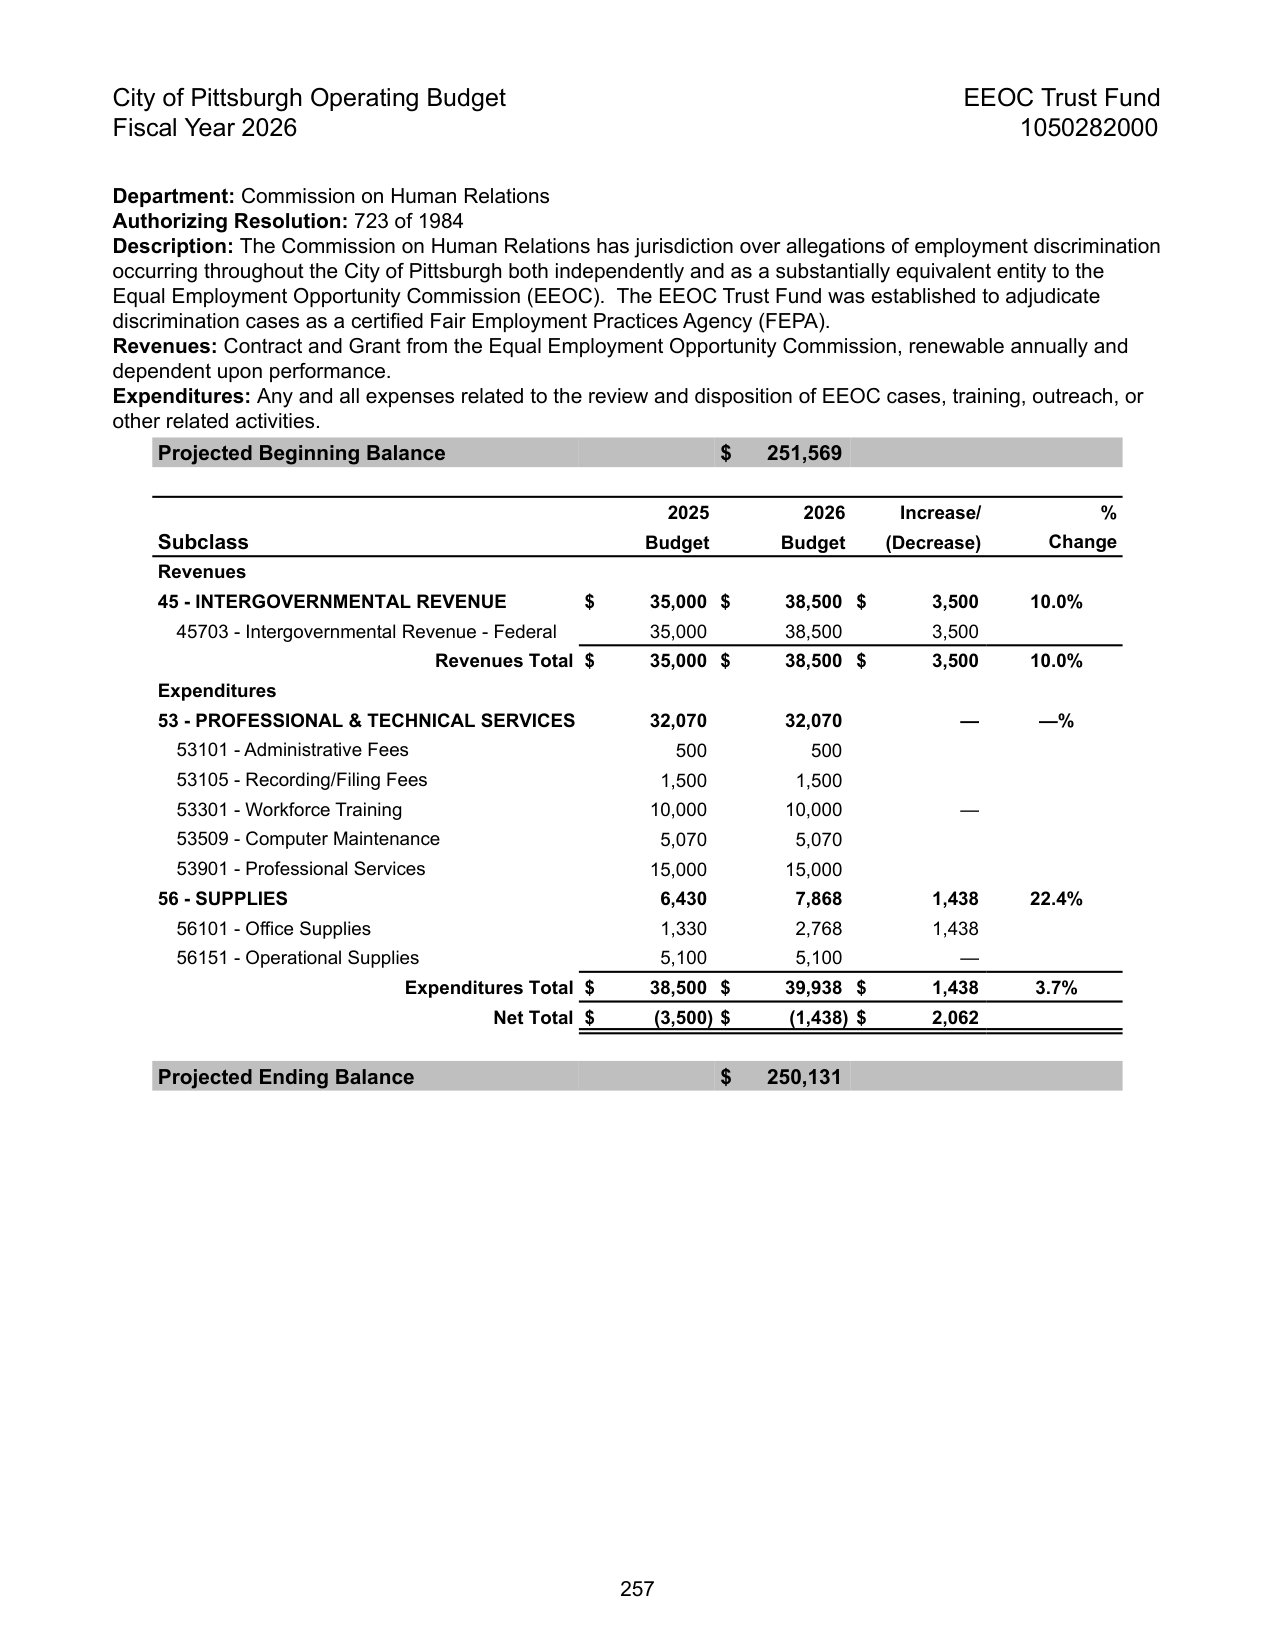 City of Pittsburgh Operating Budget EEOC Trust Fund
Fiscal Year 2026 1050282000
Department: Commission on Human Relations
Authorizing Resolution: 723 of 1984
Description: The Commission on Human Relations has jurisdiction over allegations of employment discrimination
occurring throughout the City of Pittsburgh both independently and as a substantially equivalent entity to the
Equal Employment Opportunity Commission (EEOC).  The EEOC Trust Fund was established to adjudicate
discrimination cases as a certified Fair Employment Practices Agency (FEPA).
Revenues: Contract and Grant from the Equal Employment Opportunity Commission, renewable annually and
dependent upon performance.
Expenditures: Any and all expenses related to the review and disposition of EEOC cases, training, outreach, or
other related activities.
Projected Beginning Balance $ 251,569
2025 2026 Increase/ %
Subclass Budget Budget (Decrease) Change
Revenues
45 - INTERGOVERNMENTAL REVENUE $ 35,000 $ 38,500 $ 3,500 10.0%
45703 - Intergovernmental Revenue - Federal 35,000 38,500 3,500
Revenues Total $ 35,000 $ 38,500 $ 3,500 10.0%
Expenditures
53 - PROFESSIONAL & TECHNICAL SERVICES 32,070 32,070 — —%
53101 - Administrative Fees 500 500
53105 - Recording/Filing Fees 1,500 1,500
53301 - Workforce Training 10,000 10,000 —
53509 - Computer Maintenance 5,070 5,070
53901 - Professional Services 15,000 15,000
56 - SUPPLIES 6,430 7,868 1,438 22.4%
56101 - Office Supplies 1,330 2,768 1,438
56151 - Operational Supplies 5,100 5,100 —
Expenditures Total $ 38,500 $ 39,938 $ 1,438 3.7%
Net Total $ (3,500) $ (1,438) $ 2,062
Projected Ending Balance $ 250,131
257